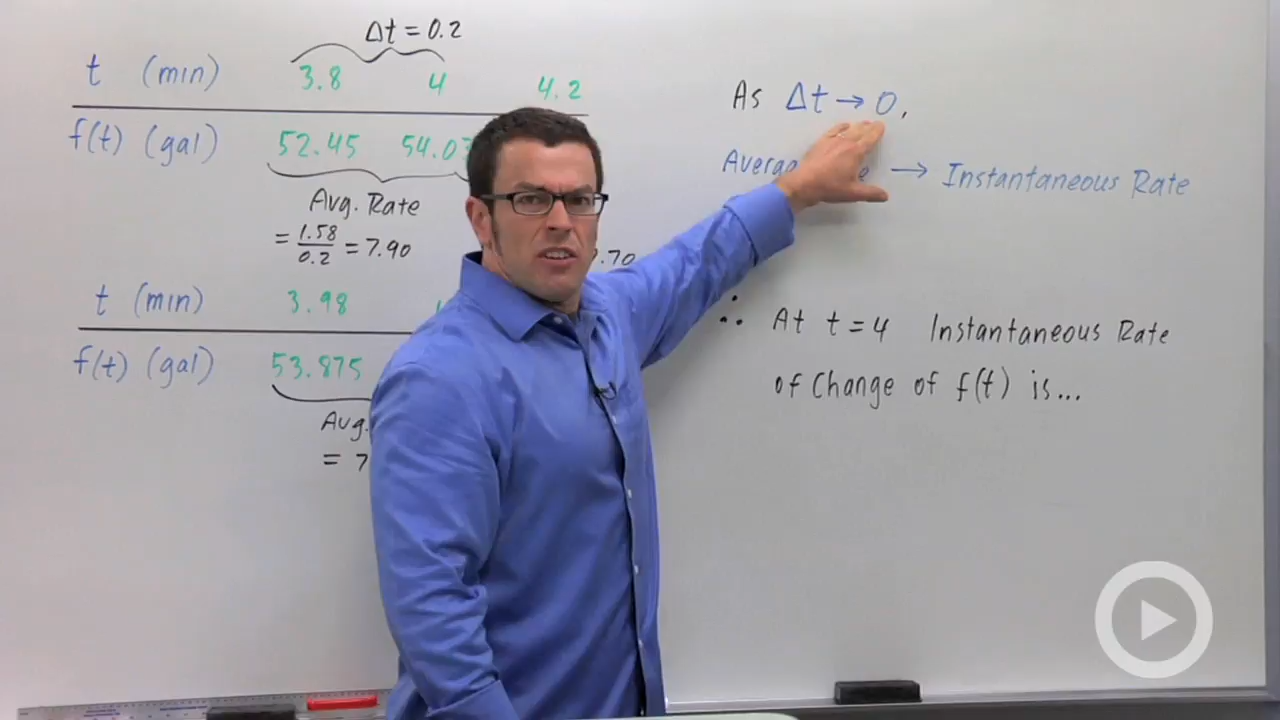 Δt = 0.2
t (min) 3.8 4 4.2
f(t) (gal) 52.45 54.03
Avg. Rate
= 1.58/0.2 = 7.90
.70
t (min) 3.98
f(t) (gal) 53.875
Avg.
= 7
As Δt → 0,
→ Instantaneous Rate
∴ At t = 4 Instantaneous Rate
of Change of f(t) is...